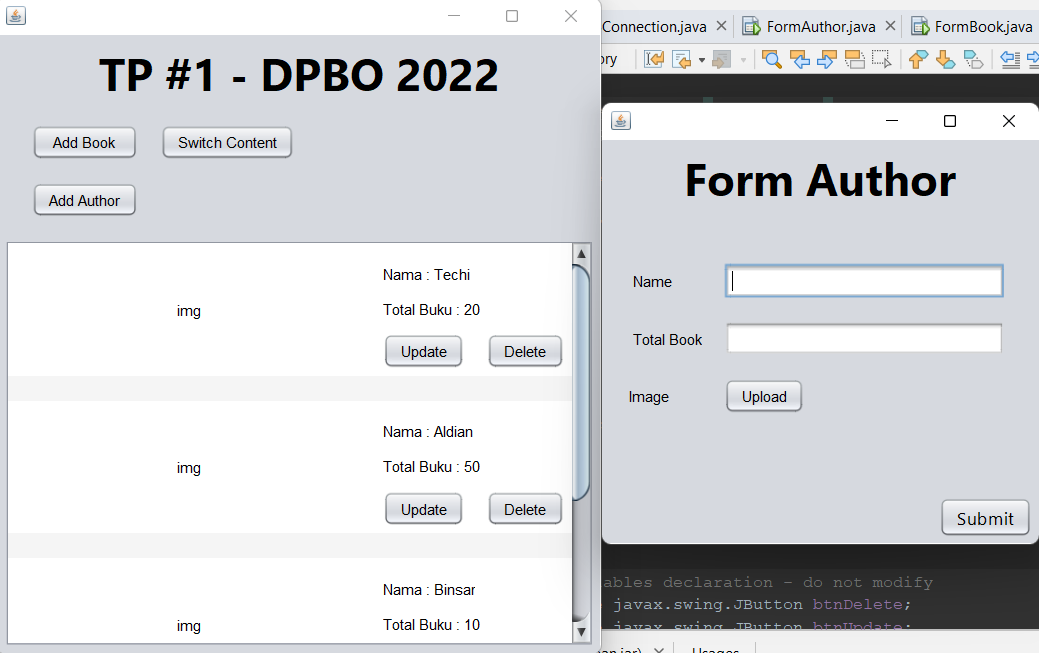 TP #1 - DPBO 2022
Add Book
Switch Content
Add Author
img
Nama : Techi
Total Buku : 20
Update
Delete
img
Nama : Aldian
Total Buku : 50
Update
Delete
img
Nama : Binsar
Total Buku : 10
Connection.java
FormAuthor.java
FormBook.java
ory
Form Author
Name
Total Book
Image
Upload
Submit
ables declaration - do not modify
javax.swing.JButton btnDelete;
javax.swing.JButton btnUpdate;
an.jar)
Usages